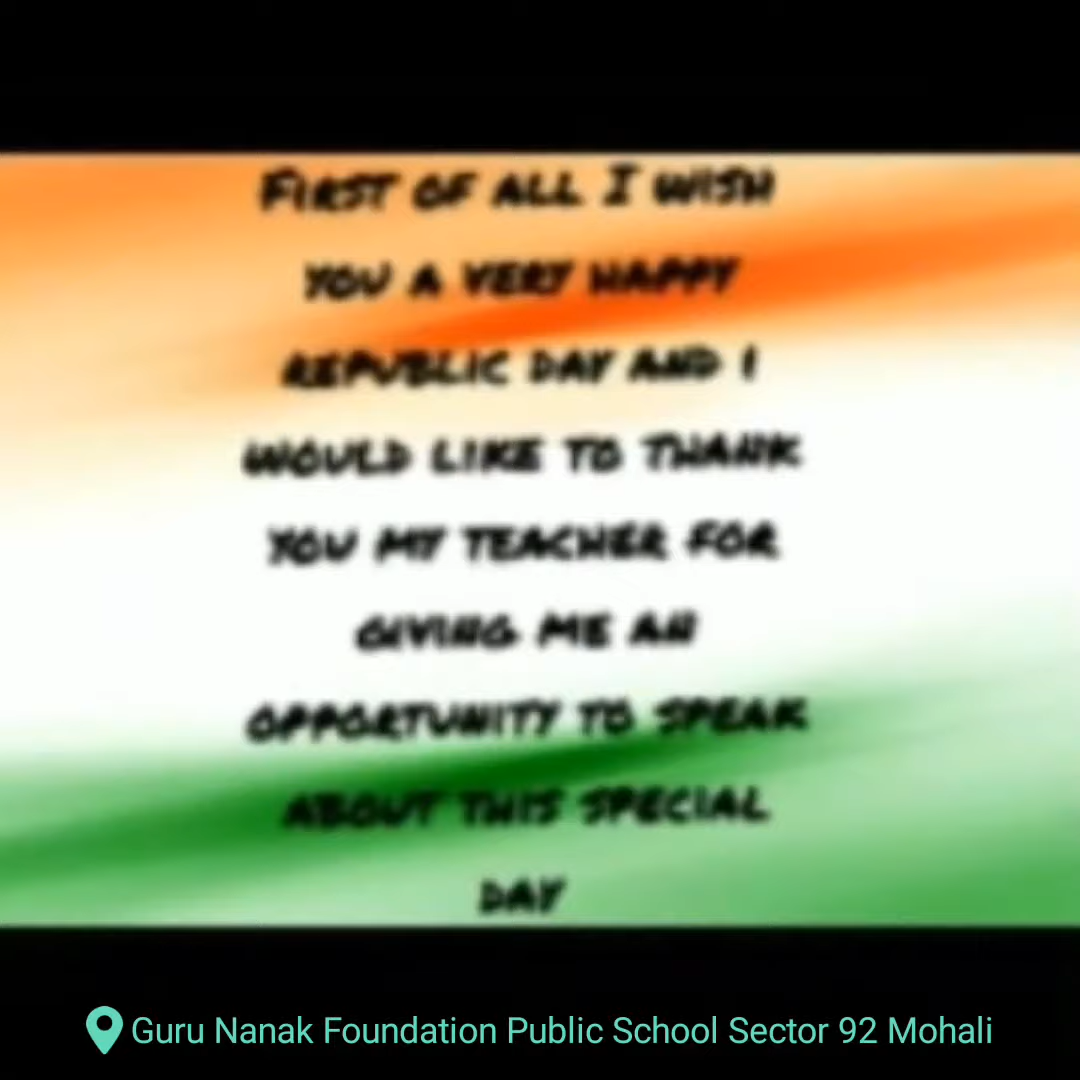 First of all I wish
you a very happy
republic day and I
would like to thank
you my teacher for
giving me an
opportunity to speak
about this special
day
Guru Nanak Foundation Public School Sector 92 Mohali